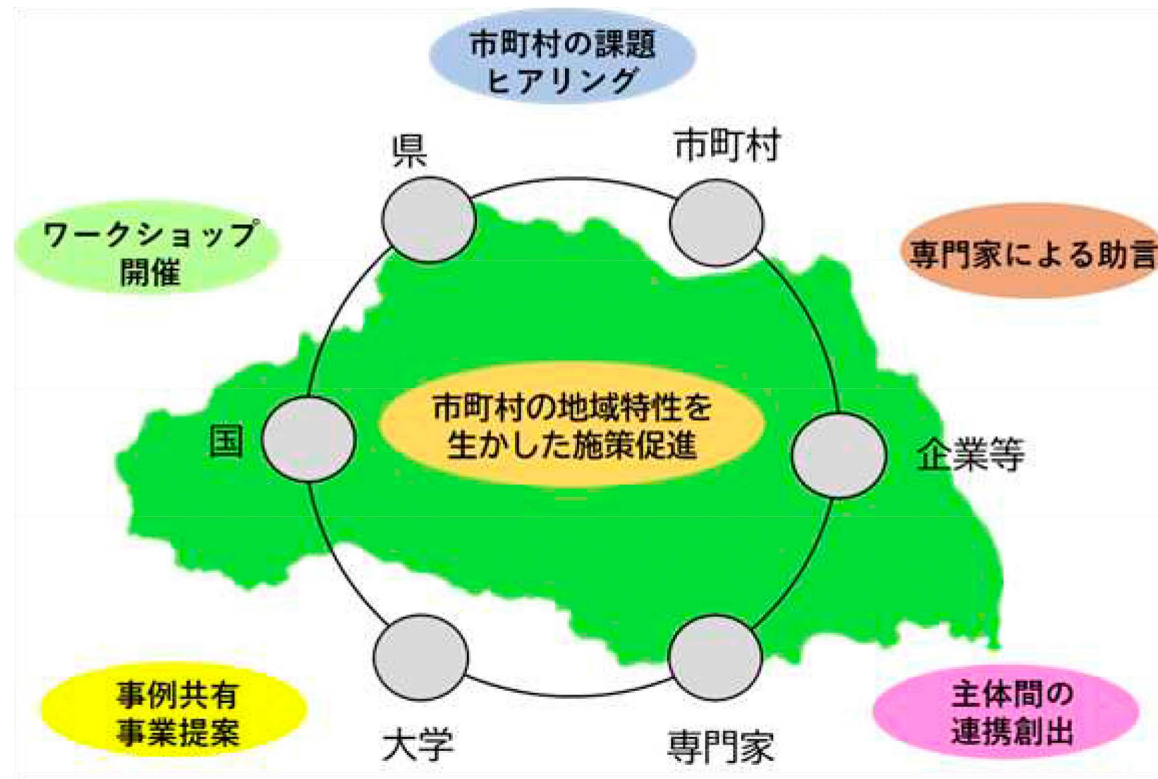 市町村の課題
ヒアリング
県
市町村
ワークショップ
開催
専門家による助言
市町村の地域特性を
生かした施策促進
国
企業等
事例共有
事業提案
大学
専門家
主体間の
連携創出